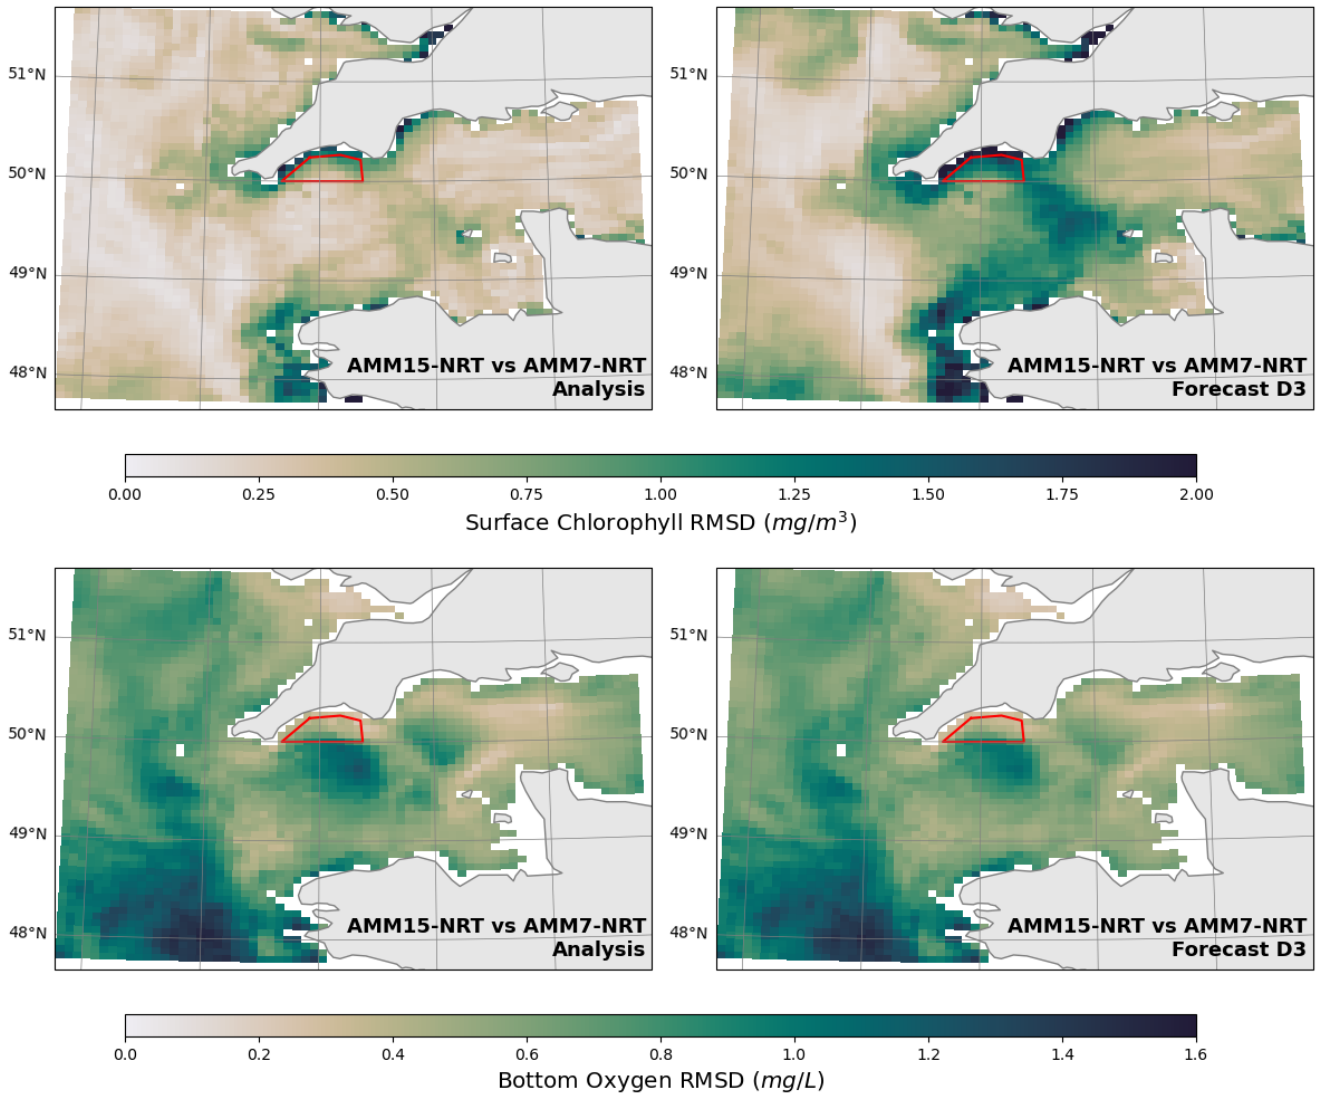 51°N
50°N
49°N
48°N
AMM15-NRT vs AMM7-NRT
Analysis
51°N
50°N
49°N
48°N
AMM15-NRT vs AMM7-NRT
Forecast D3
0.00 0.25 0.50 0.75 1.00 1.25 1.50 1.75 2.00
Surface Chlorophyll RMSD (mg/m³)
51°N
50°N
49°N
48°N
AMM15-NRT vs AMM7-NRT
Analysis
51°N
50°N
49°N
48°N
AMM15-NRT vs AMM7-NRT
Forecast D3
0.0 0.2 0.4 0.6 0.8 1.0 1.2 1.4 1.6
Bottom Oxygen RMSD (mg/L)